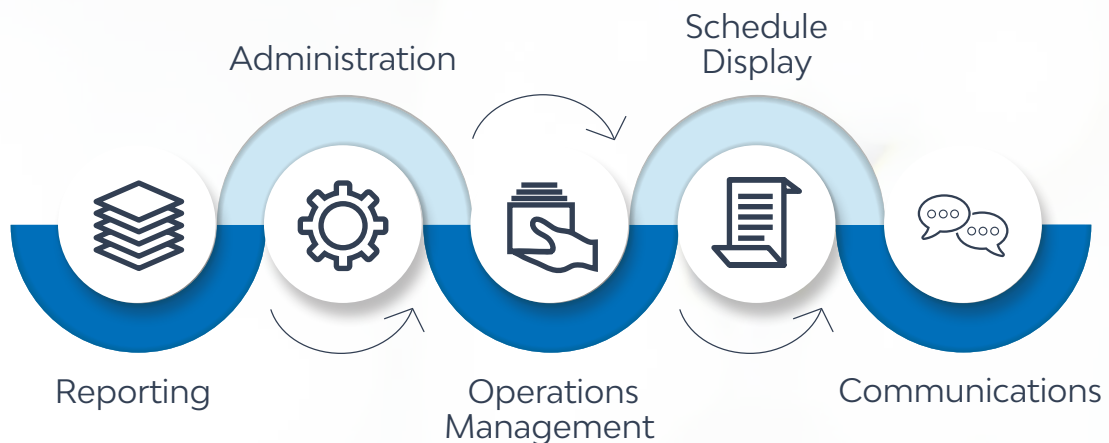 Schedule
Display
Administration
Reporting
Operations
Management
Communications